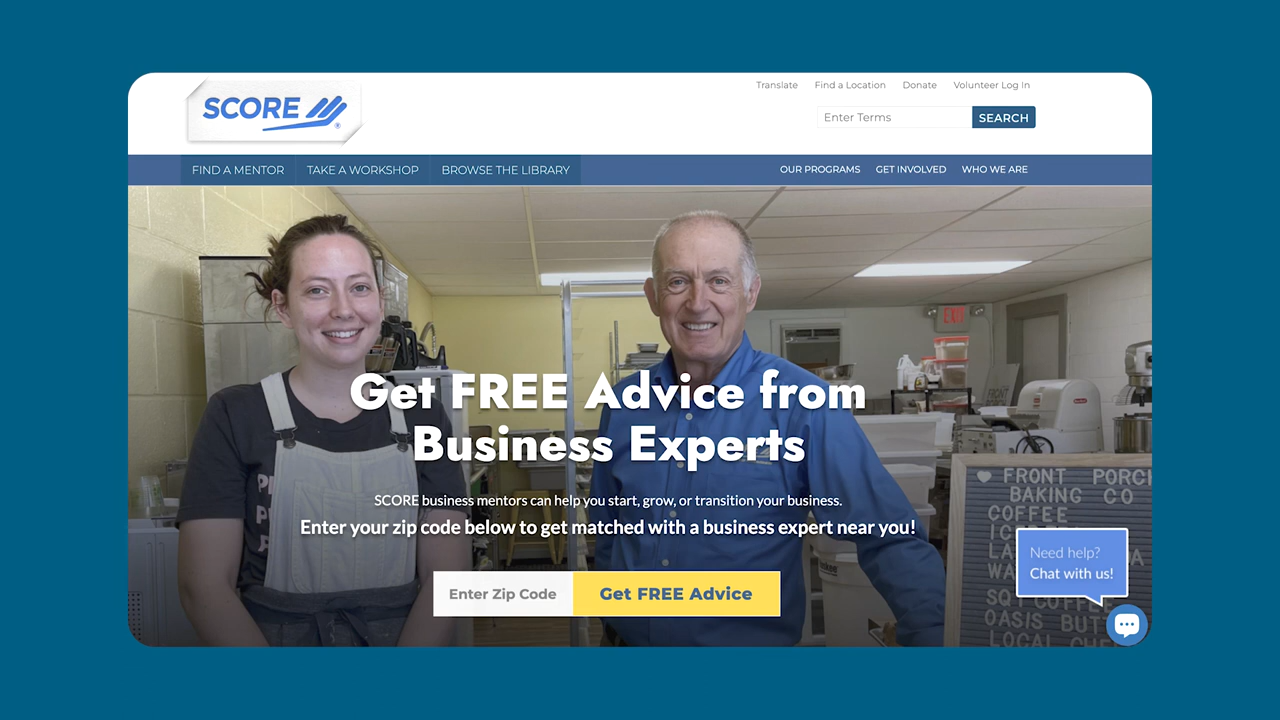 SCORE
®
Translate Find a Location Donate Volunteer Log In
Enter Terms SEARCH
FIND A MENTOR TAKE A WORKSHOP BROWSE THE LIBRARY OUR PROGRAMS GET INVOLVED WHO WE ARE
EXIT
Get FREE Advice from
Business Experts
SCORE business mentors can help you start, grow, or transition your business.
Enter your zip code below to get matched with a business expert near you!
Enter Zip Code Get FREE Advice
FRONT PORCH
BAKING CO
COFFEE
OASIS
LOCAL
Need help?
Chat with us!